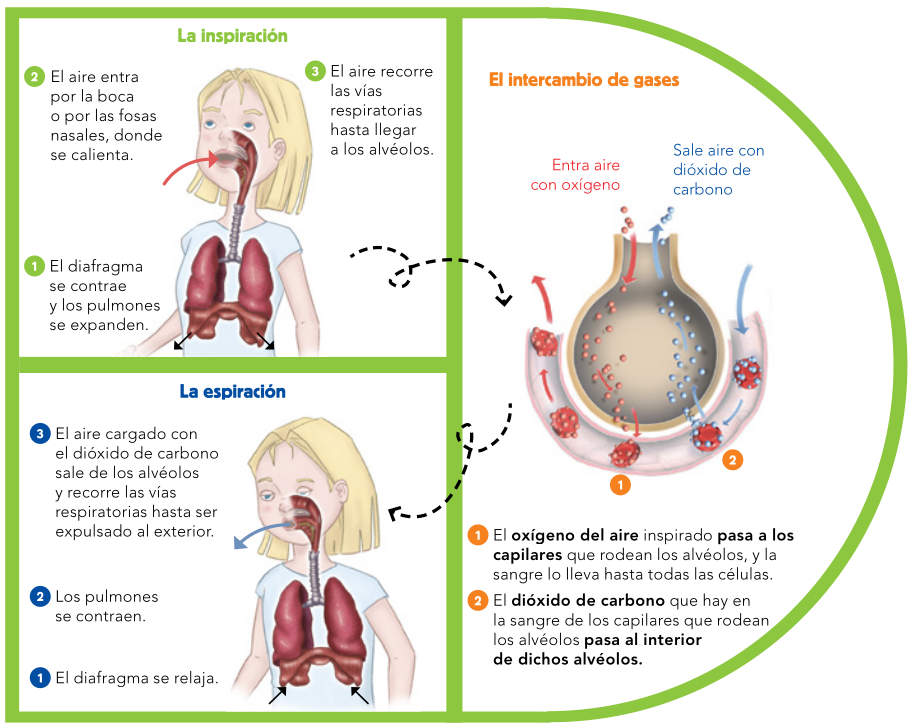 La inspiración
2 El aire entra
por la boca
o por las fosas
nasales, donde
se calienta.
3 El aire recorre
las vías
respiratorias
hasta llegar
a los alvéolos.
1 El diafragma
se contrae
y los pulmones
se expanden.
La espiración
3 El aire cargado con
el dióxido de carbono
sale de los alvéolos
y recorre las vías
respiratorias hasta ser
expulsado al exterior.
2 Los pulmones
se contraen.
1 El diafragma se relaja.
El intercambio de gases
Entra aire
con oxígeno
Sale aire con
dióxido de
carbono
1
2
1 El oxígeno del aire inspirado pasa a los
capilares que rodean los alvéolos, y la
sangre lo lleva hasta todas las células.
2 El dióxido de carbono que hay en
la sangre de los capilares que rodean
los alvéolos pasa al interior
de dichos alvéolos.